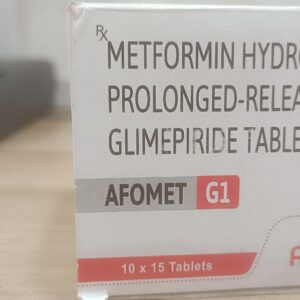 Rx
METFORMIN HYDRO
PROLONGED-RELEA
GLIMEPIRIDE TABLE
AFOMET G1
10 x 15 Tablets